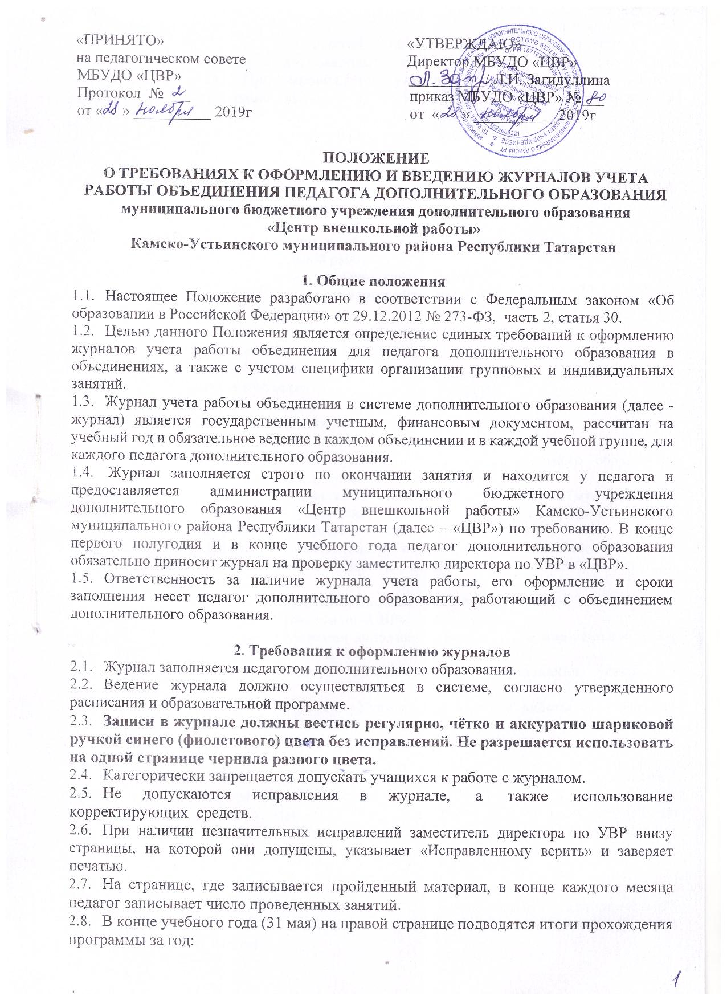 «ПРИНЯТО»
на педагогическом совете
МБУДО «ЦВР»
Протокол № 2
от «28» ноября 2019г
«УТВЕРЖДАЮ»
Директор МБУДО «ЦВР»
/ Л.И. Загидуллина
приказ МБУДО «ЦВР» № 80
от «28» ноября 2019г
ПОЛОЖЕНИЕ
О ТРЕБОВАНИЯХ К ОФОРМЛЕНИЮ И ВВЕДЕНИЮ ЖУРНАЛОВ УЧЕТА
РАБОТЫ ОБЪЕДИНЕНИЯ ПЕДАГОГА ДОПОЛНИТЕЛЬНОГО ОБРАЗОВАНИЯ
муниципального бюджетного учреждения дополнительного образования
«Центр внешкольной работы»
Камско-Устьинского муниципального района Республики Татарстан
1. Общие положения
1.1. Настоящее Положение разработано в соответствии с Федеральным законом «Об
образовании в Российской Федерации» от 29.12.2012 № 273-ФЗ, часть 2, статья 30.
1.2. Целью данного Положения является определение единых требований к оформлению
журналов учета работы объединения для педагога дополнительного образования в
объединениях, а также с учетом специфики организации групповых и индивидуальных
занятий.
1.3. Журнал учета работы объединения в системе дополнительного образования (далее -
журнал) является государственным учетным, финансовым документом, рассчитан на
учебный год и обязательное ведение в каждом объединении и в каждой учебной группе, для
каждого педагога дополнительного образования.
1.4. Журнал заполняется строго по окончании занятия и находится у педагога и
предоставляется администрации муниципального бюджетного учреждения
дополнительного образования «Центр внешкольной работы» Камско-Устьинского
муниципального района Республики Татарстан (далее – «ЦВР») по требованию. В конце
первого полугодия и в конце учебного года педагог дополнительного образования
обязательно приносит журнал на проверку заместителю директора по УВР в «ЦВР».
1.5. Ответственность за наличие журнала учета работы, его оформление и сроки
заполнения несет педагог дополнительного образования, работающий с объединением
дополнительного образования.
2. Требования к оформлению журналов
2.1. Журнал заполняется педагогом дополнительного образования.
2.2. Ведение журнала должно осуществляться в системе, согласно утвержденного
расписания и образовательной программе.
2.3. Записи в журнале должны вестись регулярно, чётко и аккуратно шариковой
ручкой синего (фиолетового) цвета без исправлений. Не разрешается использовать
на одной странице чернила разного цвета.
2.4. Категорически запрещается допускать учащихся к работе с журналом.
2.5. Не допускаются исправления в журнале, а также использование
корректирующих средств.
2.6. При наличии незначительных исправлений заместитель директора по УВР внизу
страницы, на которой они допущены, указывает «Исправленному верить» и заверяет
печатью.
2.7. На странице, где записывается пройденный материал, в конце каждого месяца
педагог записывает число проведенных занятий.
2.8. В конце учебного года (31 мая) на правой странице подводятся итоги прохождения
программы за год:
1